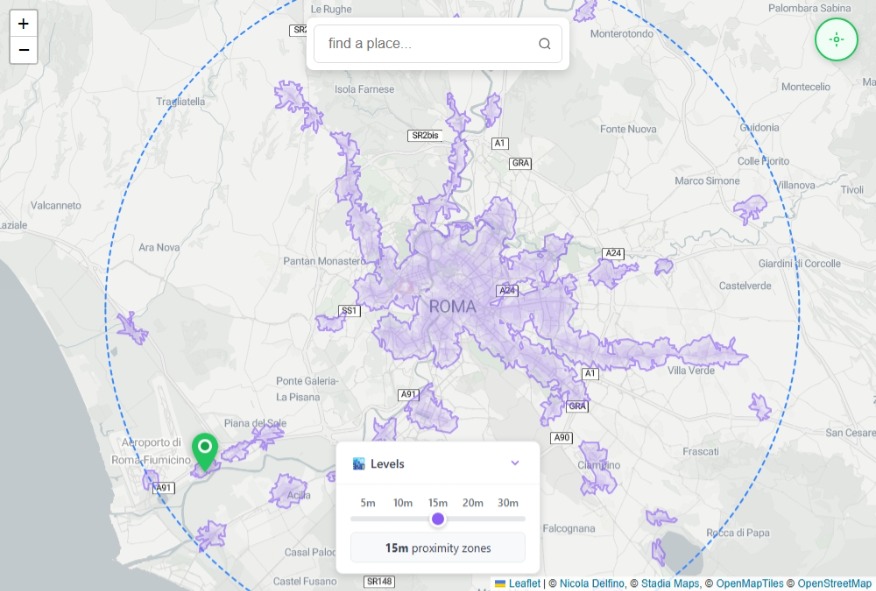 +
−
Le Rughe
Palombara Sabina
SR2
find a place...
Monterotondo
Isola Farnese
Montecelio
Tragliatella
SR2bis
A1
Fonte Nuova
Guidonia
GRA
Colle Fiorito
Marco Simone
Villanova
Tivoli
Valcanneto
Ara Nova
Pantan Monastero
A24
Giardini di Corcolle
Castelverde
A24
SS1
ROMA
Villa Verde
A1
Ponte Galeria-
La Pisana
A91
GRA
Piana del Sole
A90
San Cesare
Aeroporto di
Roma-Fiumicino
Frascati
Levels
Ciampino
A91
Acilia
5m 10m 15m 20m 30m
Falcognana
Rocca di Papa
15m proximity zones
Casal Paloc
Castel Fusano
SR148
Leaflet | © Nicola Delfino, © Stadia Maps, © OpenMapTiles © OpenStreetMap